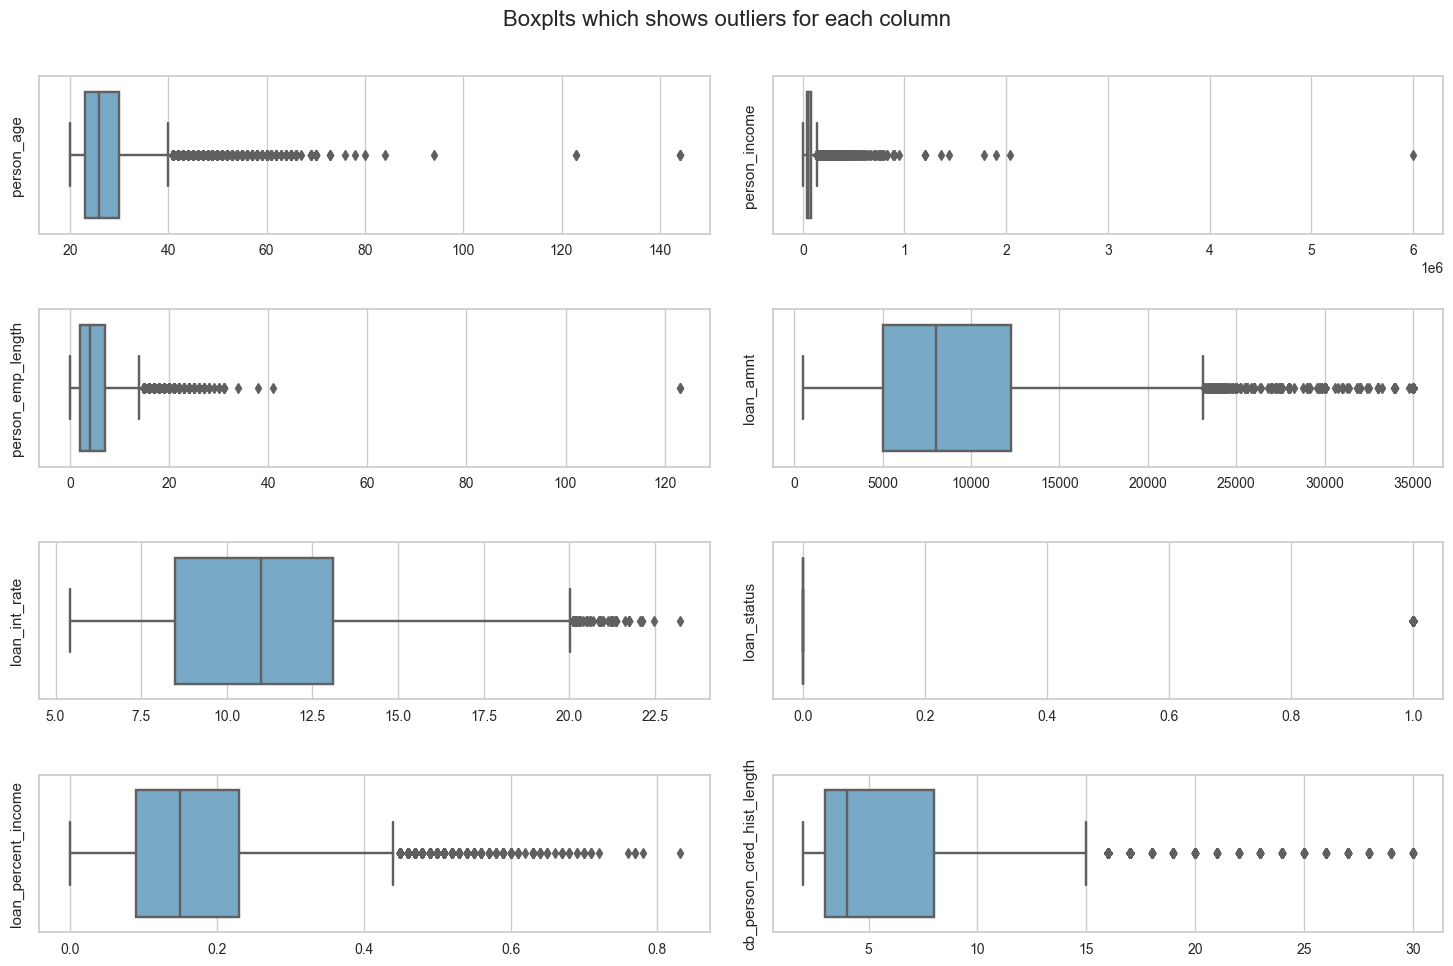 Boxplts which shows outliers for each column
person_age
20 40 60 80 100 120 140
person_income
0 1 2 3 4 5 6
1e6
person_emp_length
0 20 40 60 80 100 120
loan_amnt
0 5000 10000 15000 20000 25000 30000 35000
loan_int_rate
5.0 7.5 10.0 12.5 15.0 17.5 20.0 22.5
loan_status
0.0 0.2 0.4 0.6 0.8 1.0
loan_percent_income
0.0 0.2 0.4 0.6 0.8
cb_person_cred_hist_length
5 10 15 20 25 30